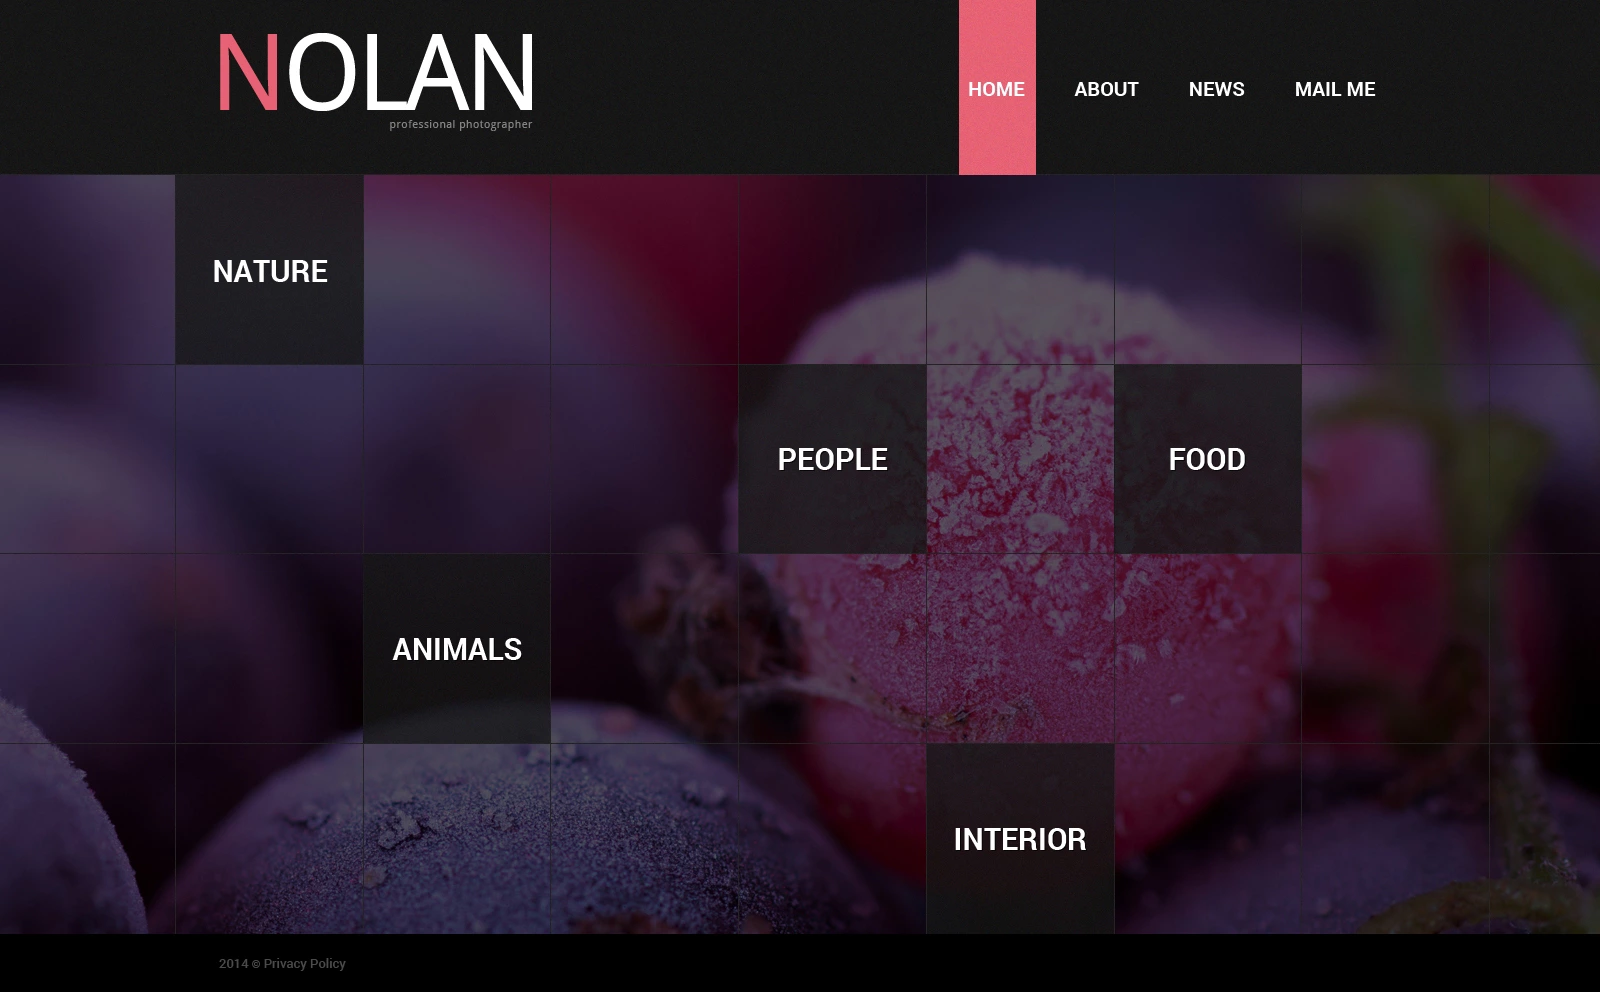 NOLAN
professional photographer
HOME ABOUT NEWS MAIL ME
NATURE
PEOPLE FOOD
ANIMALS
INTERIOR
2014 © Privacy Policy